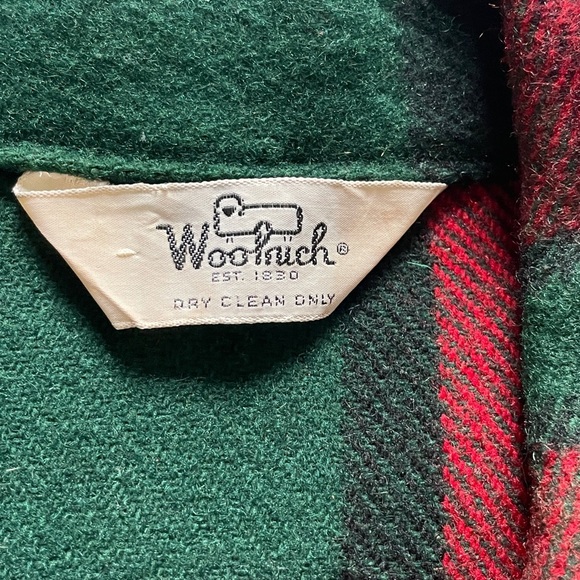 Woolrich®
EST. 1830
DRY CLEAN ONLY